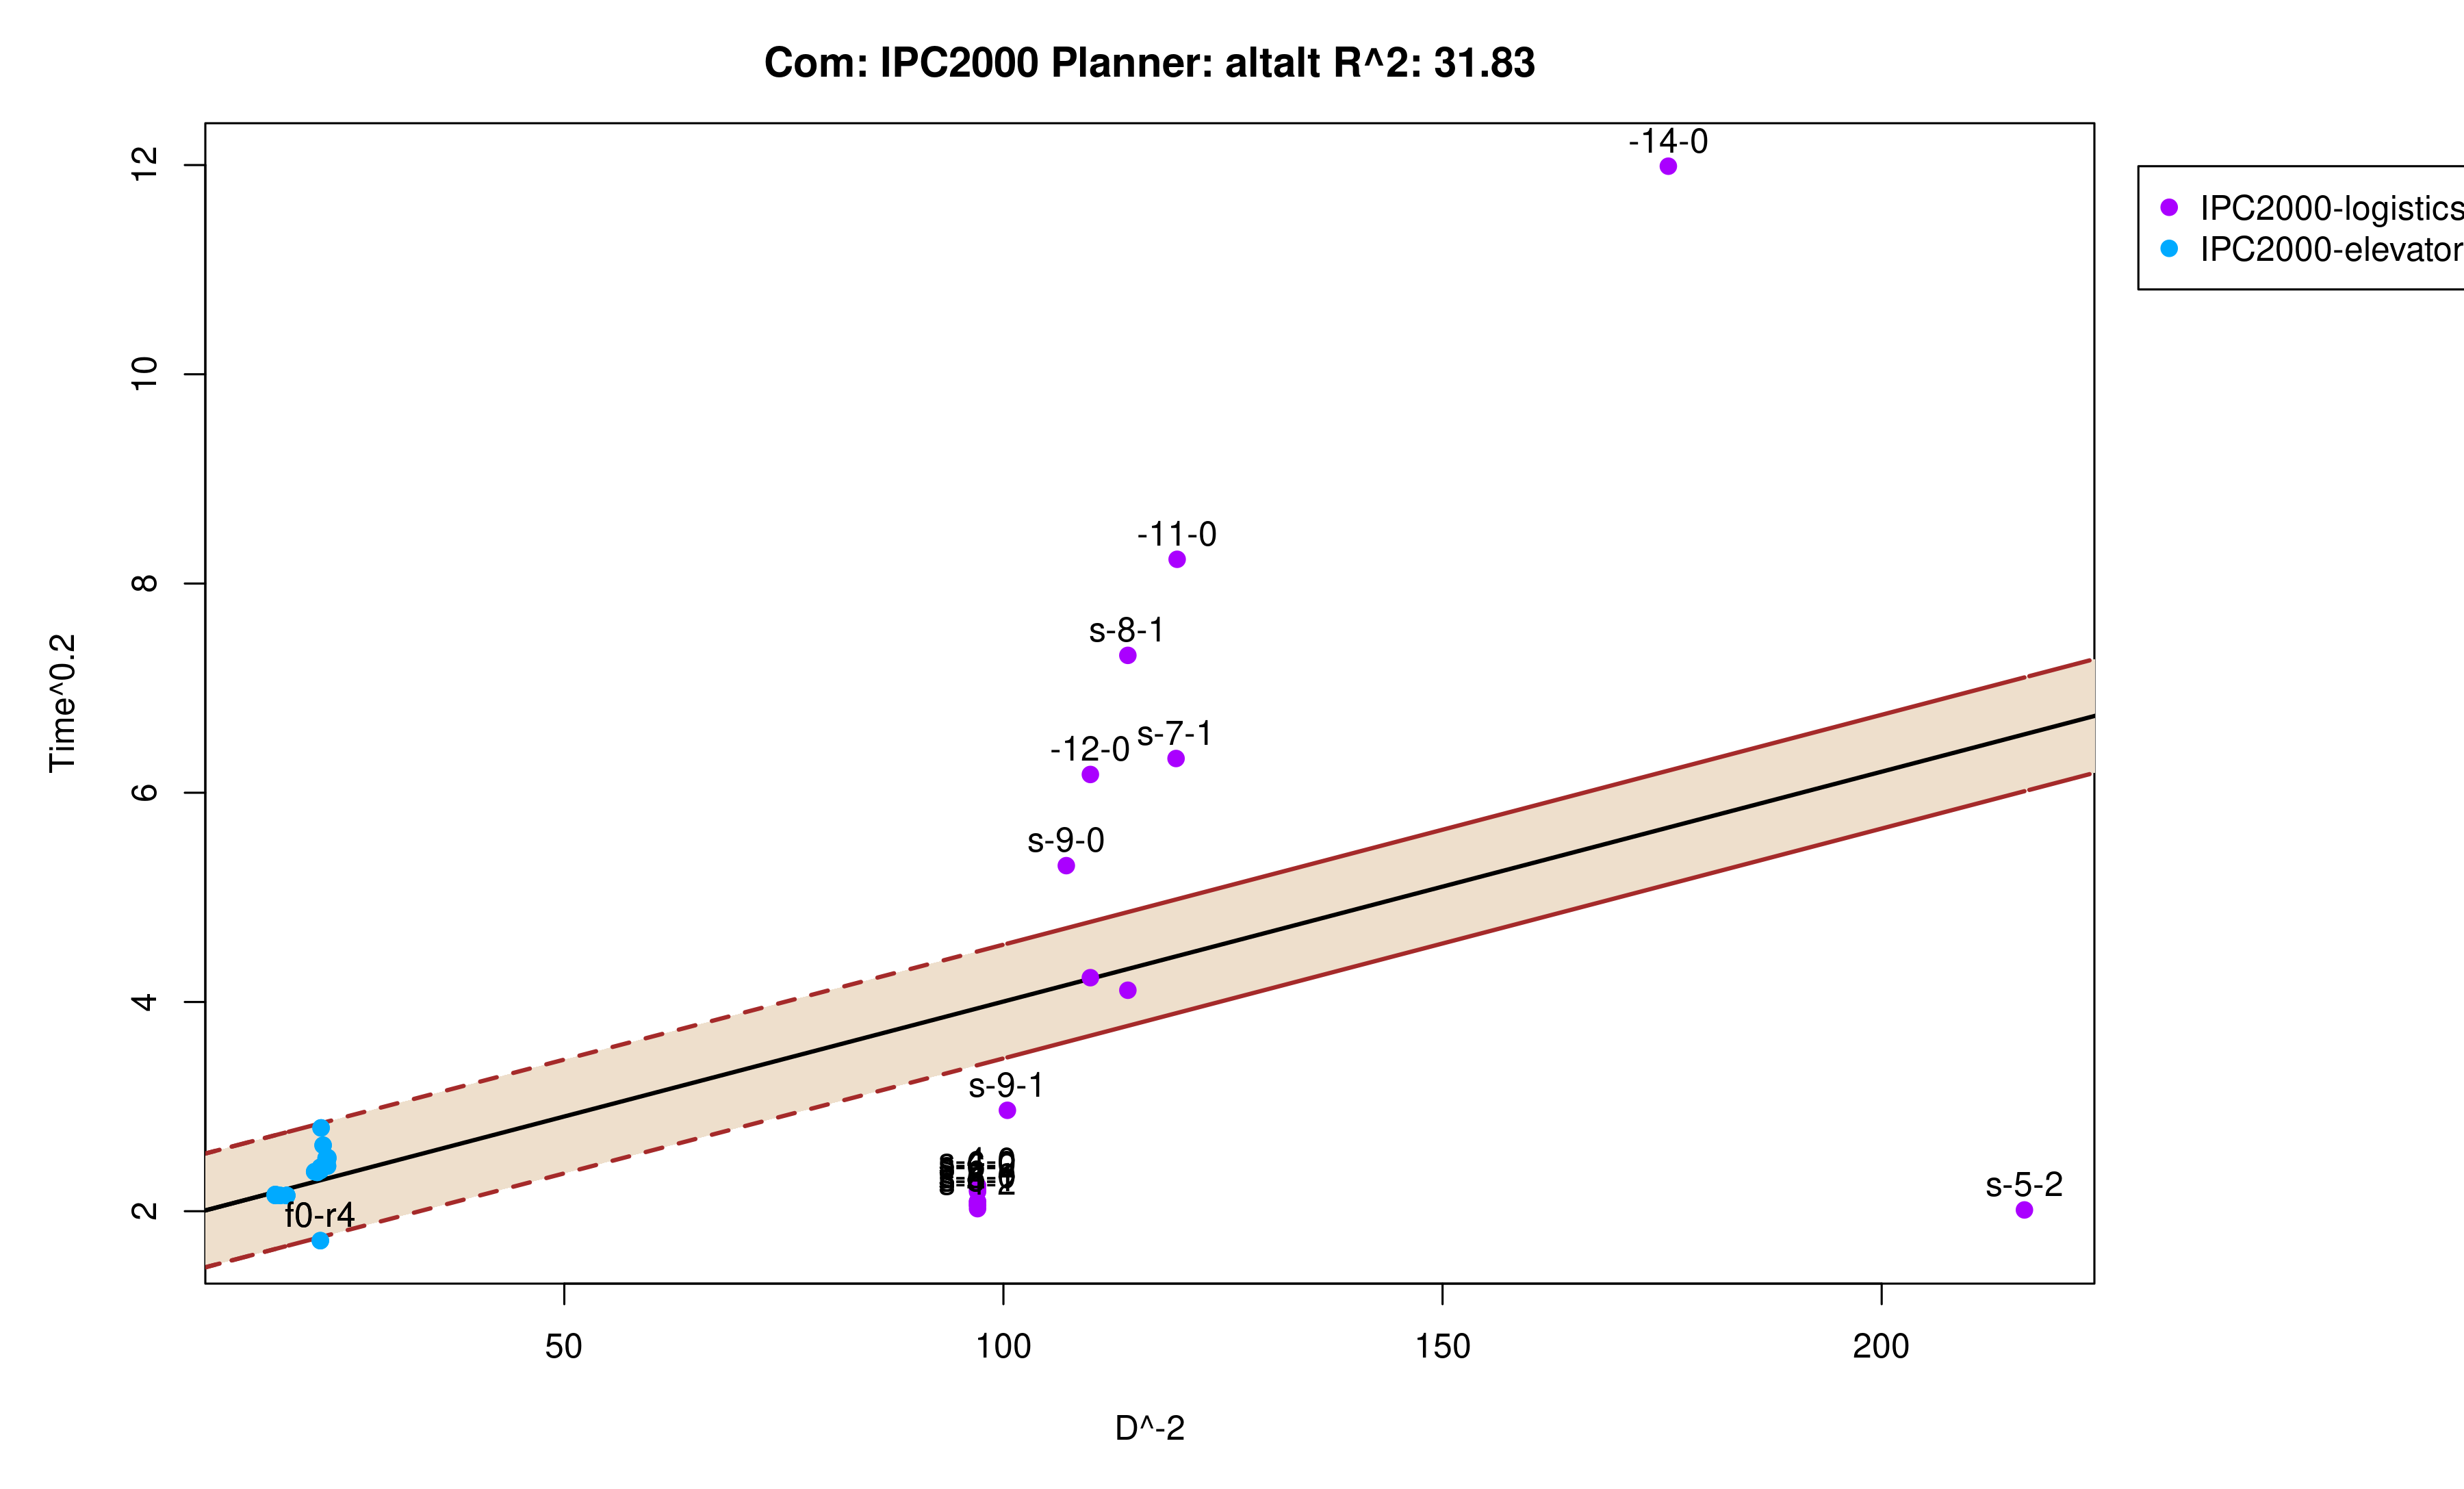 Com: IPC2000 Planner: altalt R^2: 31.83
12
10
8
6
4
2
Time^0.2
-14-0
-11-0
s-8-1
-12-0
s-7-1
s-9-0
s-9-1
s-5-2
f0-r4
IPC2000-logistics
IPC2000-elevator
50
100
150
200
D^-2